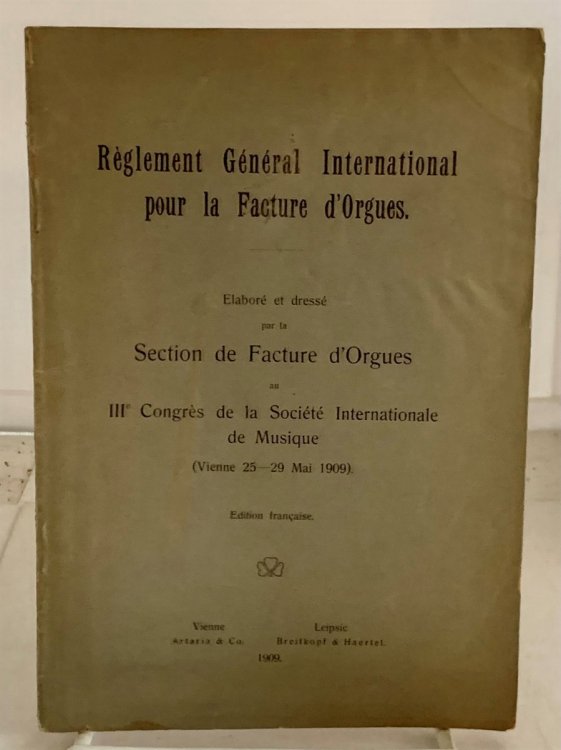 Règlement Général International
pour la Facture d'Orgues.
Elaboré et dressé
par la
Section de Facture d'Orgues
au
IIIe Congrès de la Société Internationale
de Musique
(Vienne 25—29 Mai 1909).
Edition française.
Vienne Leipsic
Artaria & Co. Breitkopf & Haertel.
1909.